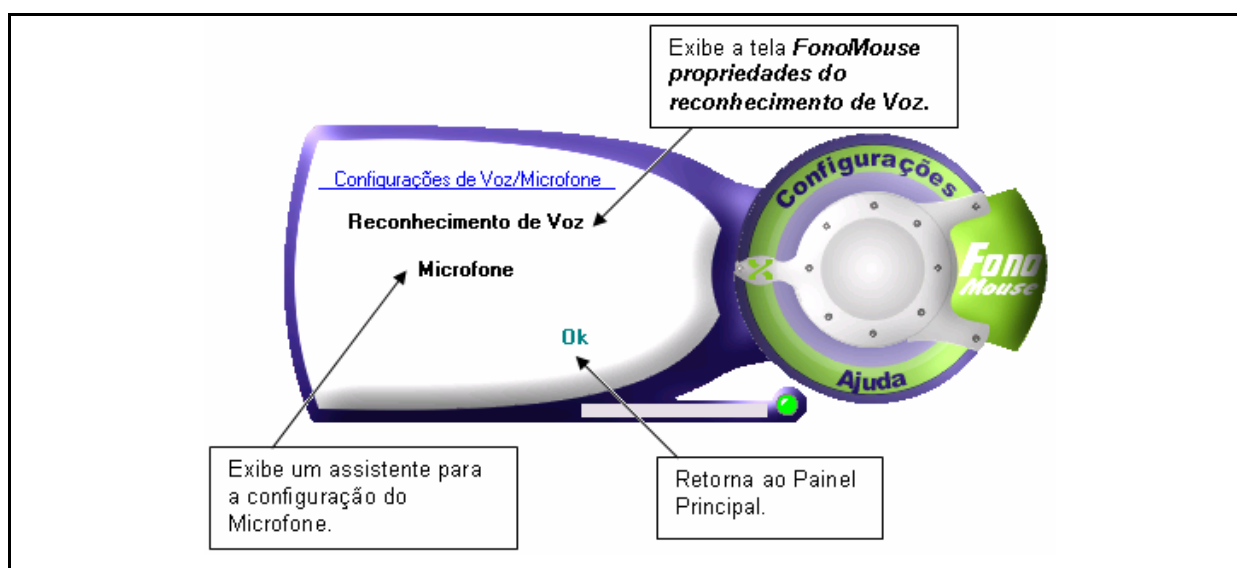 Exibe a tela FonoMouse
propriedades do
reconhecimento de Voz.
Configurações de Voz/Microfone
Reconhecimento de Voz
Microfone
Ok
Configurações
Fono
Mouse
Ajuda
Exibe um assistente para
a configuração do
Microfone.
Retorna ao Painel
Principal.